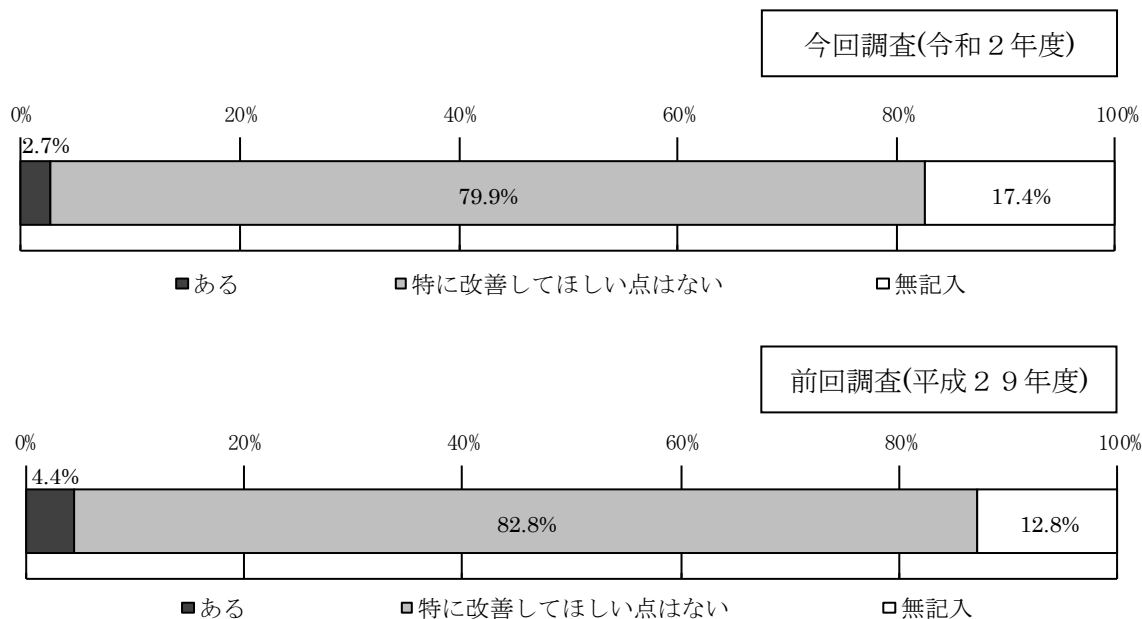 今回調査(令和２年度)
0% 20% 40% 60% 80% 100%
2.7%
79.9% 17.4%
■ある ■特に改善してほしい点はない □無記入
前回調査(平成２９年度)
0% 20% 40% 60% 80% 100%
4.4%
82.8% 12.8%
■ある ■特に改善してほしい点はない □無記入